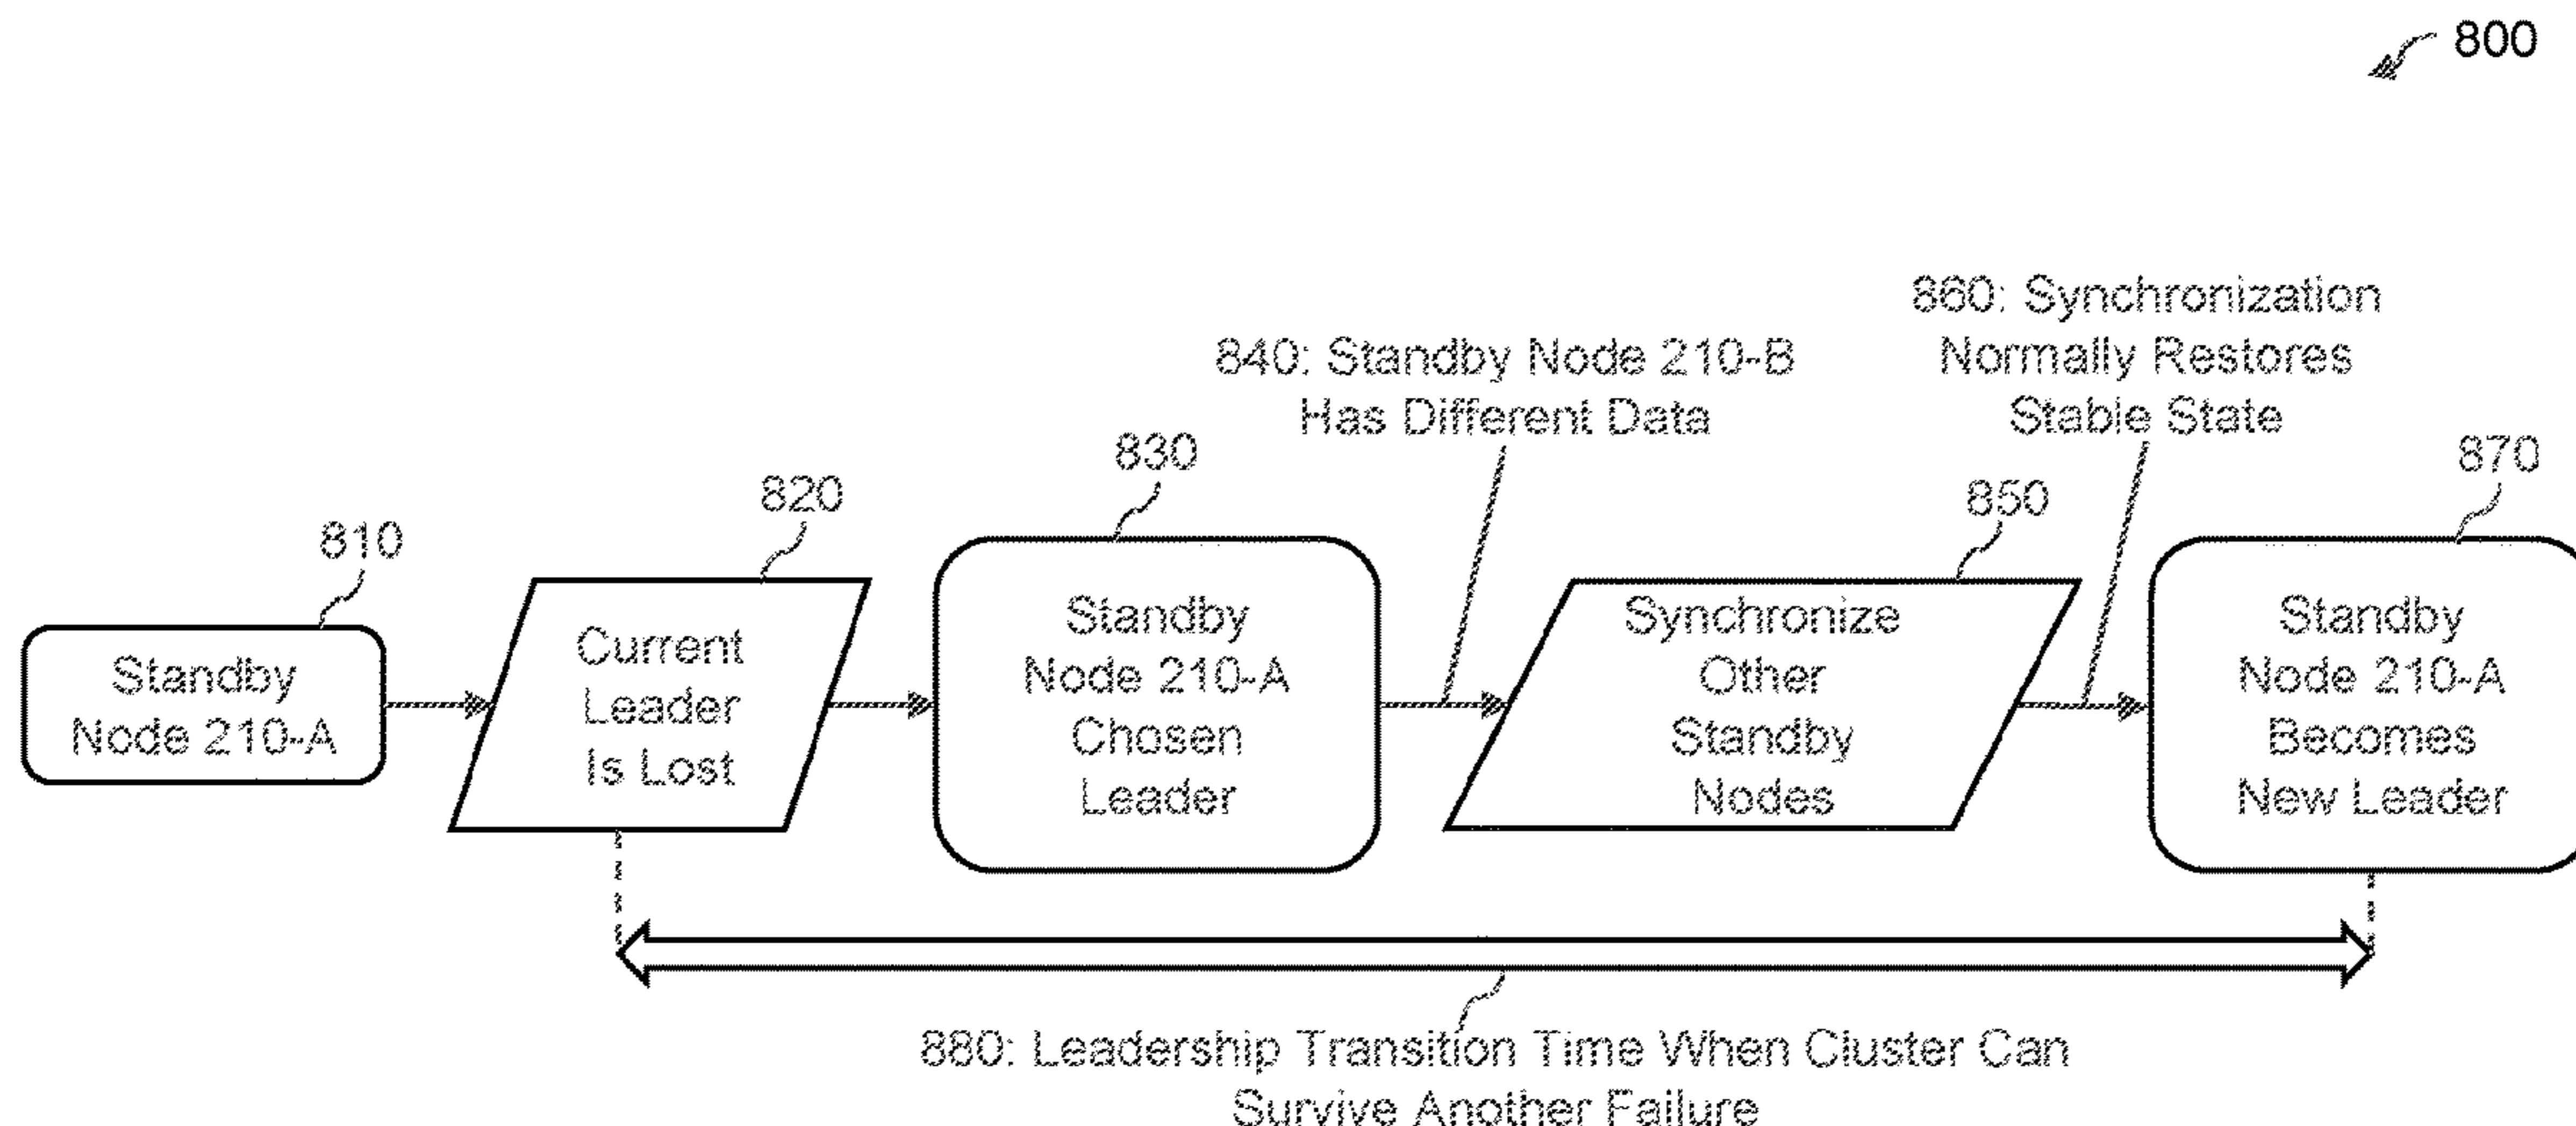 800
810
Standby
Node 210-A
820
Current
Leader
Is Lost
830
Standby
Node 210-A
Chosen
Leader
840: Standby Node 210-B
Has Different Data
850
Synchronize
Other
Standby
Nodes
860: Synchronization
Normally Restores
Stable State
870
Standby
Node 210-A
Becomes
New Leader
880: Leadership Transition Time When Cluster Can
Survive Another Failure